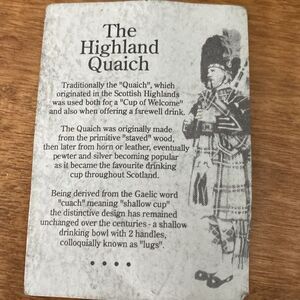 The
Highland
Quaich
Traditionally the "Quaich", which
originated in the Scottish Highlands
was used both for a "Cup of Welcome"
and also when offering a farewell drink.
The Quaich was originally made
from the primitive "staved" wood,
then later from horn or leather, eventually
pewter and silver becoming popular
as it became the favourite drinking
cup throughout Scotland.
Being derived from the Gaelic word
"cuach" meaning "shallow cup"
the distinctive design has remained
unchanged over the centuries - a shallow
drinking bowl with 2 handles,
colloquially known as "lugs".